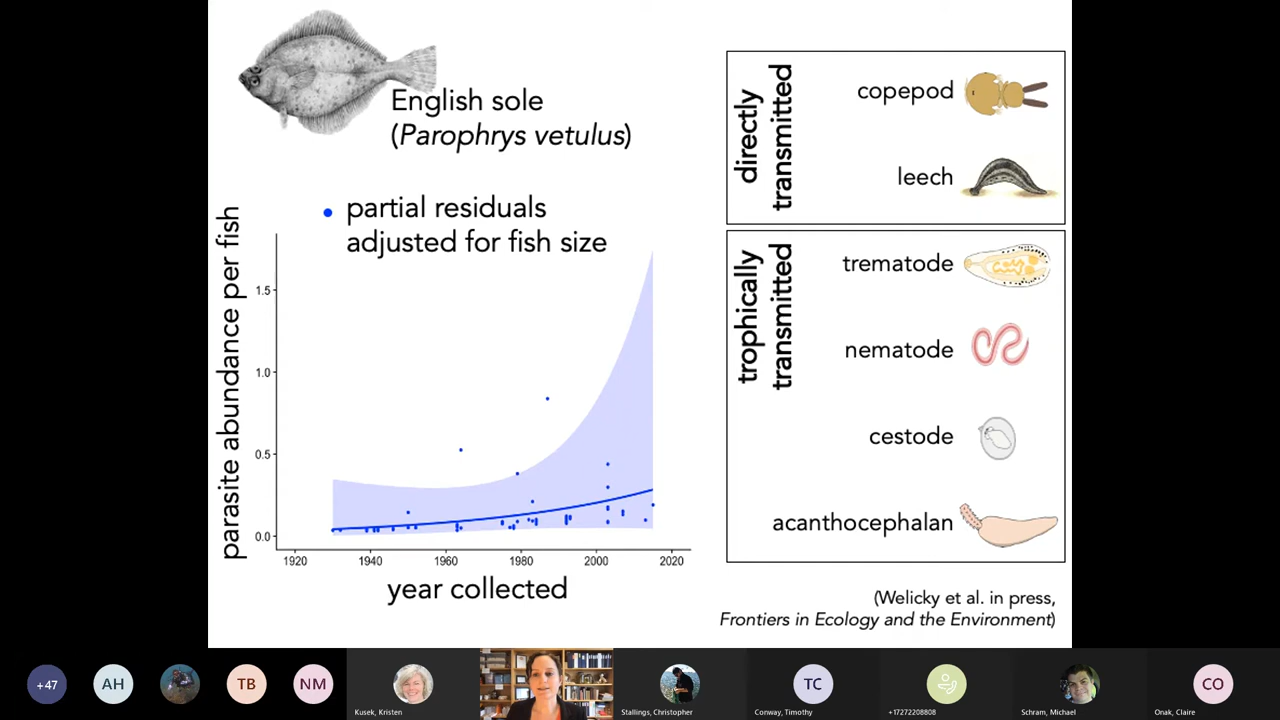 English sole
(Parophrys vetulus)
partial residuals
adjusted for fish size
parasite abundance per fish
1.5
1.0
0.5
0.0
1920 1940 1960 1980 2000 2020
year collected
directly
transmitted
copepod
leech
trophically
transmitted
trematode
nematode
cestode
acanthocephalan
(Welicky et al. in press,
Frontiers in Ecology and the Environment)
+47
AH
TB
NM
Kusek, Kristen
Stallings, Christopher
TC
Conway, Timothy
+17272208808
Schram, Michael
CO
Onak, Claire